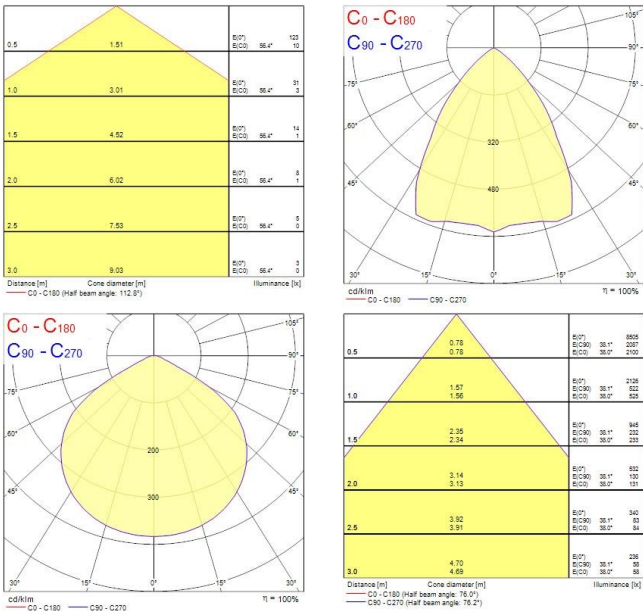 0.5 1.51 E(0°) 123
E(C0) 56.4° 10
1.0 3.01 E(0°) 31
E(C0) 56.4° 3
1.5 4.52 E(0°) 14
E(C0) 56.4° 1
2.0 6.02 E(0°) 8
E(C0) 56.4° 1
2.5 7.53 E(0°) 5
E(C0) 56.4° 0
3.0 9.03 E(0°) 3
E(C0) 56.4° 0
Distance [m] Cone diameter [m] Illuminance [lx]
C0 - C180 (Half beam angle: 112.8°)
C0 - C180
C90 - C270
105°
90°
75° 75°
60° 60°
45° 45°
320
480
30° 15° 0° 15° 30°
cd/klm η = 100%
C0 - C180 C90 - C270
C0 - C180
C90 - C270
105°
90°
75° 75°
60° 60°
45° 45°
200
300
30° 15° 0° 15° 30°
cd/klm η = 100%
C0 - C180 C90 - C270
0.5 0.78 E(0°) 8505
0.78 E(C90) 38.1° 2087
E(C0) 38.0° 2100
1.0 1.57 E(0°) 2126
1.56 E(C90) 38.1° 522
E(C0) 38.0° 525
1.5 2.35 E(0°) 945
2.34 E(C90) 38.1° 232
E(C0) 38.0° 233
2.0 3.14 E(0°) 532
3.13 E(C90) 38.1° 130
E(C0) 38.0° 131
2.5 3.92 E(0°) 340
3.91 E(C90) 38.1° 83
E(C0) 38.0° 84
3.0 4.70 E(0°) 236
4.69 E(C90) 38.1° 58
E(C0) 38.0° 58
Distance [m] Cone diameter [m] Illuminance [lx]
C0 - C180 (Half beam angle: 76.0°)
C90 - C270 (Half beam angle: 76.2°)